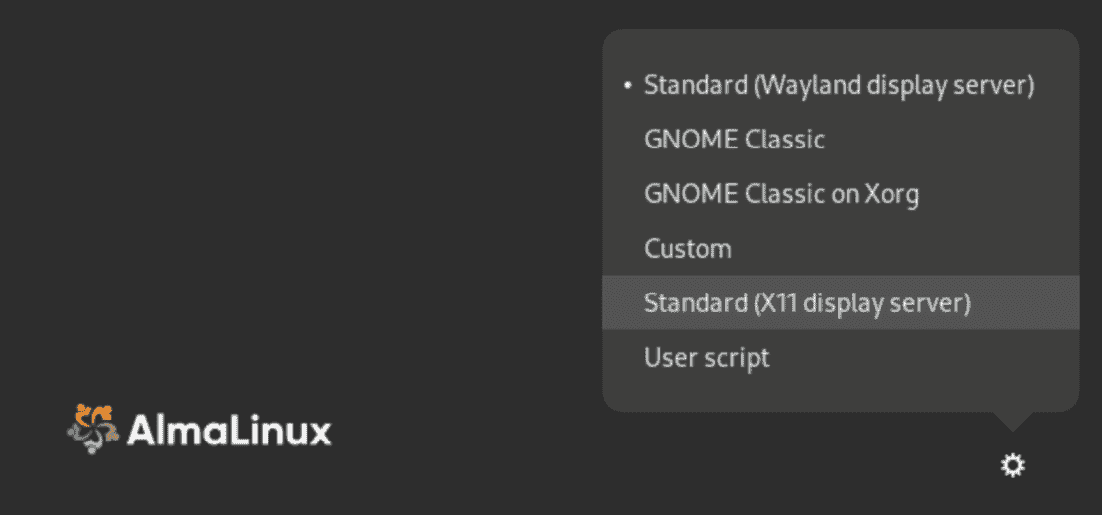 Standard (Wayland display server)
GNOME Classic
GNOME Classic on Xorg
Custom
Standard (X11 display server)
User script
AlmaLinux